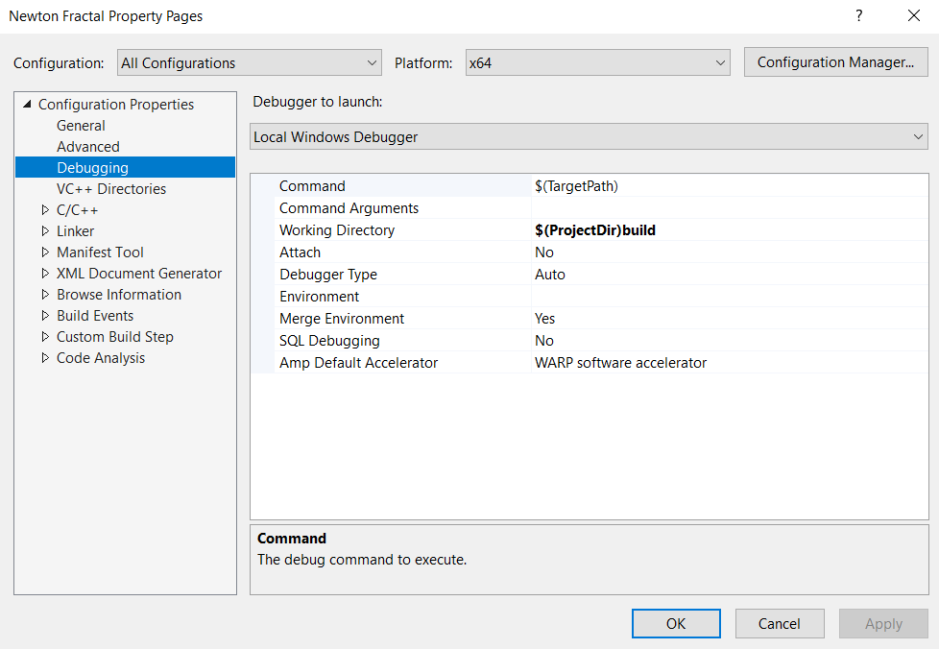 Newton Fractal Property Pages
?
Configuration: All Configurations Platform: x64 Configuration Manager...
Configuration Properties
General
Advanced
Debugging
VC++ Directories
C/C++
Linker
Manifest Tool
XML Document Generator
Browse Information
Build Events
Custom Build Step
Code Analysis
Debugger to launch:
Local Windows Debugger
Command $(TargetPath)
Command Arguments
Working Directory $(ProjectDir)build
Attach No
Debugger Type Auto
Environment
Merge Environment Yes
SQL Debugging No
Amp Default Accelerator WARP software accelerator
Command
The debug command to execute.
OK Cancel Apply